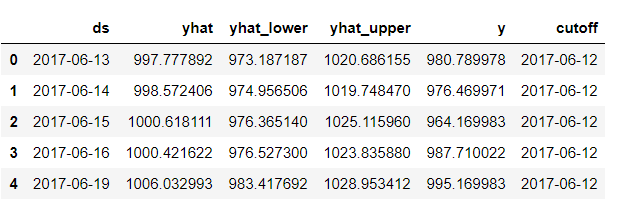 ds yhat yhat_lower yhat_upper y cutoff
0 2017-06-13 997.777892 973.187187 1020.686155 980.789978 2017-06-12
1 2017-06-14 998.572406 974.956506 1019.748470 976.469971 2017-06-12
2 2017-06-15 1000.618111 976.365140 1025.115960 964.169983 2017-06-12
3 2017-06-16 1000.421622 976.527300 1023.835880 987.710022 2017-06-12
4 2017-06-19 1006.032993 983.417692 1028.953412 995.169983 2017-06-12